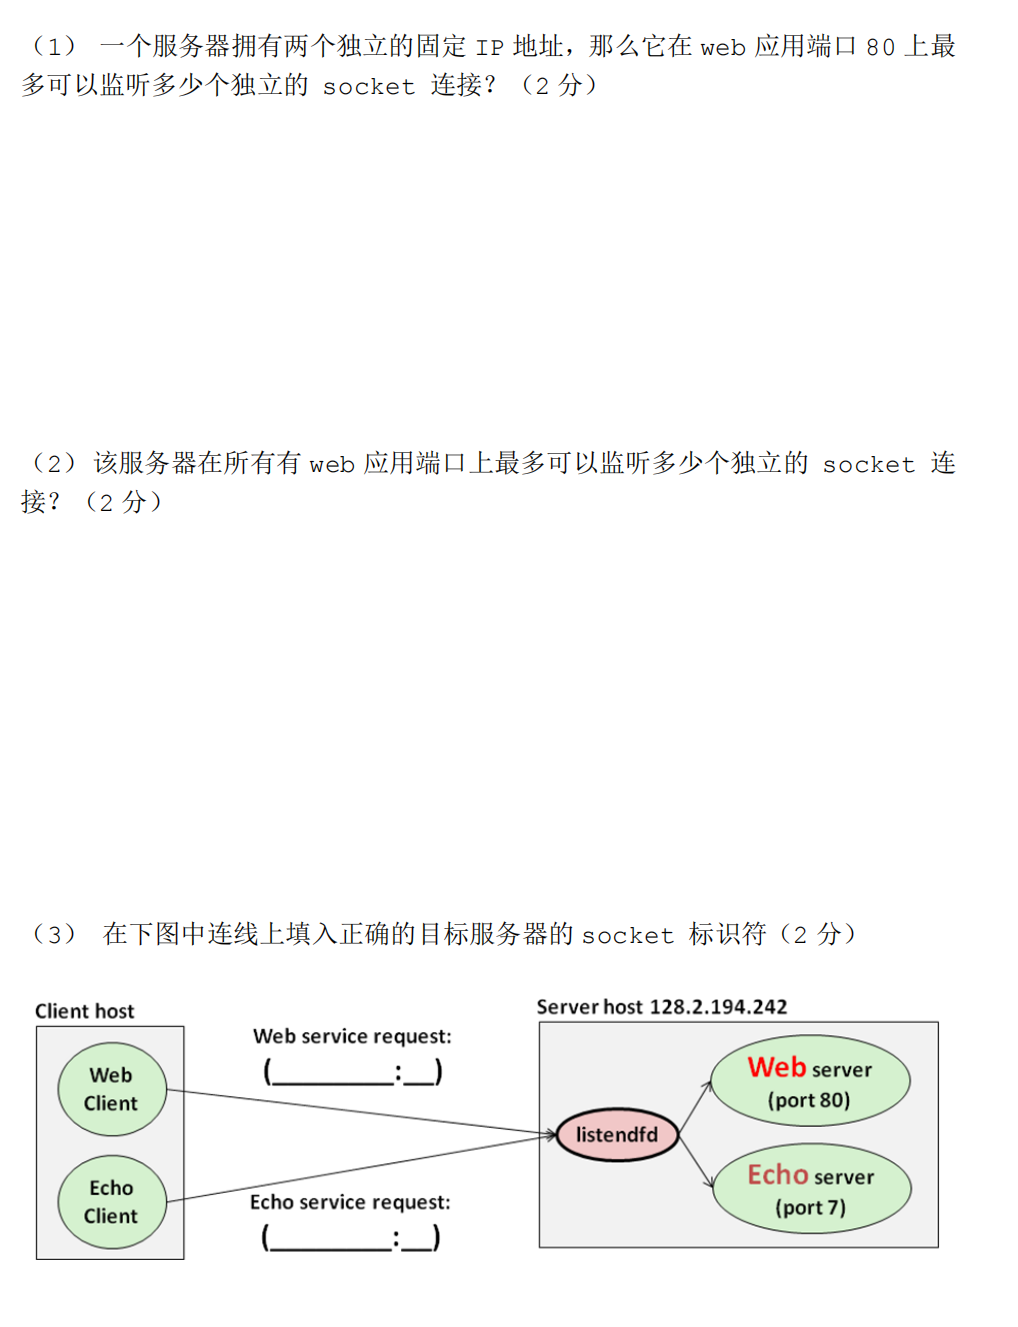 （1） 一个服务器拥有两个独立的固定 IP 地址，那么它在 web 应用端口 80 上最
多可以监听多少个独立的 socket 连接？（2 分）
（2）该服务器在所有有 web 应用端口上最多可以监听多少个独立的 socket 连
接？（2 分）
（3） 在下图中连线上填入正确的目标服务器的 socket 标识符（2 分）
Client host
Server host 128.2.194.242
Web service request:
(_________:__)
Web
Client
Web server
(port 80)
listendfd
Echo
Client
Echo server
(port 7)
Echo service request:
(_________:__)